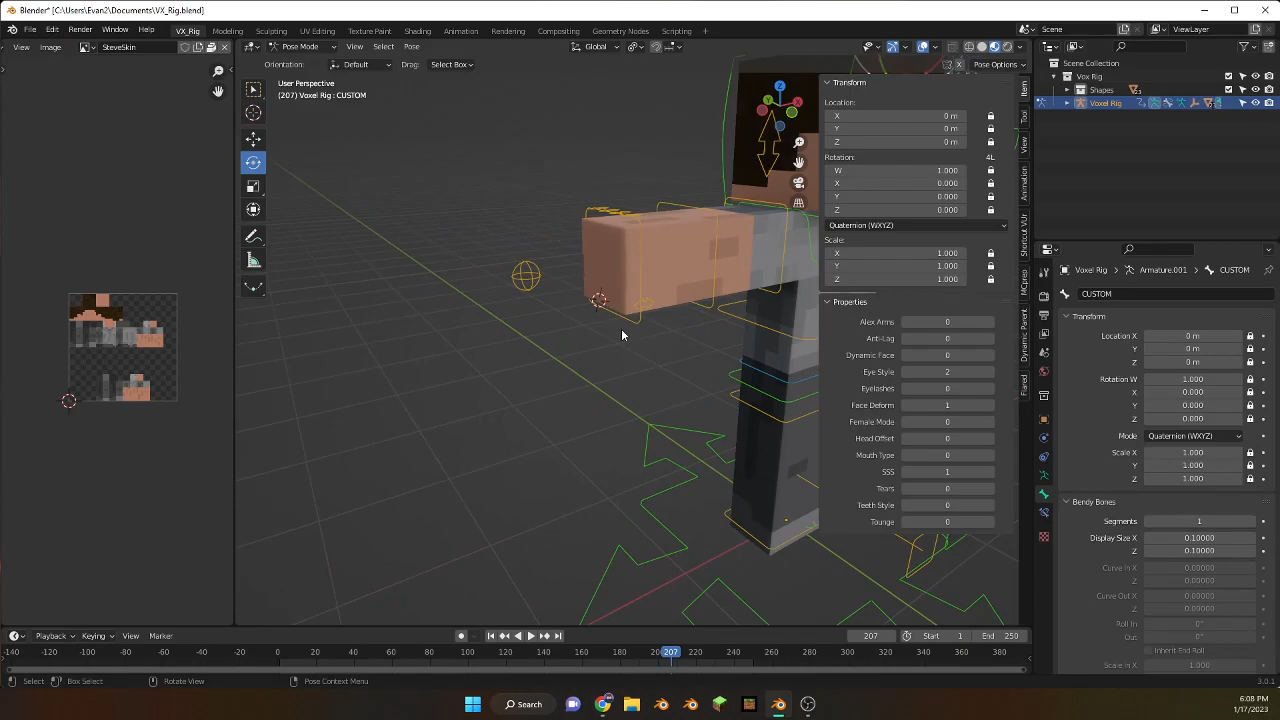 Blender* [C:\Users\Evan2\Documents\VX_Rig.blend]
File Edit Render Window Help VX_Rig Modeling Sculpting UV Editing Texture Paint Shading Animation Rendering Compositing Geometry Nodes Scripting Scene ViewLayer
View Image SteveSkin Pose Mode View Select Pose Global
Orientation: Default Drag: Select Box Pose Options
User Perspective
(207) Voxel Rig : CUSTOM
Transform
Location:
X 0 m
Y 0 m
Z 0 m
Rotation: 4L
W 1.000
X 0.000
Y 0.000
Z 0.000
Quaternion (WXYZ)
Scale:
X 1.000
Y 1.000
Z 1.000
Properties
Alex Arms 0
Anti-Lag 0
Dynamic Face 0
Eye Style 2
Eyelashes 0
Face Deform 1
Female Mode 0
Head Offset 0
Mouth Type 0
SSS 1
Tears 0
Teeth Style 0
Tounge 0
Item
Tool
View
Animation
Shortcut VUr
MCprep
Dynamic Parent
Flared
Scene Collection
Vox Rig
Shapes
Voxel Rig
Voxel Rig Armature.001 CUSTOM
CUSTOM
Transform
Location X 0 m
Y 0 m
Z 0 m
Rotation W 1.000
X 0.000
Y 0.000
Z 0.000
Mode Quaternion (WXYZ)
Scale X 1.000
Y 1.000
Z 1.000
Bendy Bones
Segments 1
Display Size X 0.10000
Z 0.10000
Curve In X 0.00000
Z 0.00000
Curve Out X 0.00000
Z 0.00000
Roll In 0°
Out 0°
Inherit End Roll
Scale In X 1.000
Playback Keying View Marker 207 Start 1 End 250
-140 -120 -100 -80 -60 -40 -20 0 20 40 60 80 100 120 140 160 180 207 220 240 260 280 300 320 340 360 380
Select Box Select Rotate View Pose Context Menu 3.0.1
Search
6:08 PM
1/17/2023